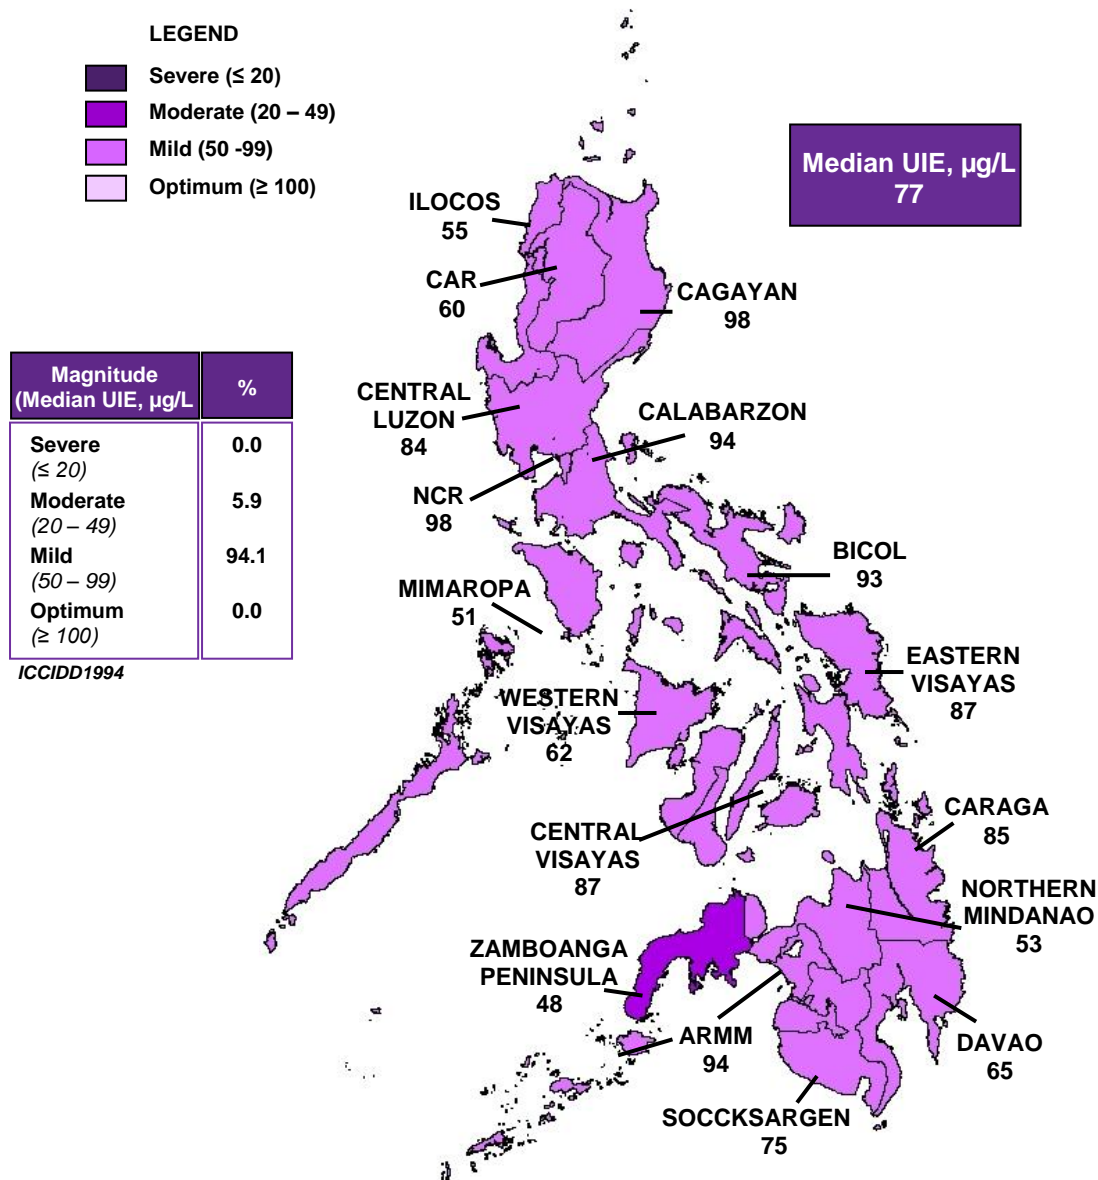 LEGEND
Severe (≤ 20)
Moderate (20 – 49)
Mild (50 -99)
Optimum (≥ 100)
Median UIE, µg/L
77
ILOCOS
55
CAR
60
CAGAYAN
98
Magnitude
(Median UIE, µg/L
%
Severe
0.0
(≤ 20)
Moderate
5.9
(20 – 49)
Mild
94.1
(50 – 99)
Optimum
0.0
(≥ 100)
ICCIDD1994
CENTRAL
LUZON
84
CALABARZON
94
NCR
98
BICOL
93
MIMAROPA
51
EASTERN
VISAYAS
87
WESTERN
VISAYAS
62
CENTRAL
VISAYAS
87
CARAGA
85
NORTHERN
MINDANAO
53
ZAMBOANGA
PENINSULA
48
ARMM
94
DAVAO
65
SOCCKSARGEN
75